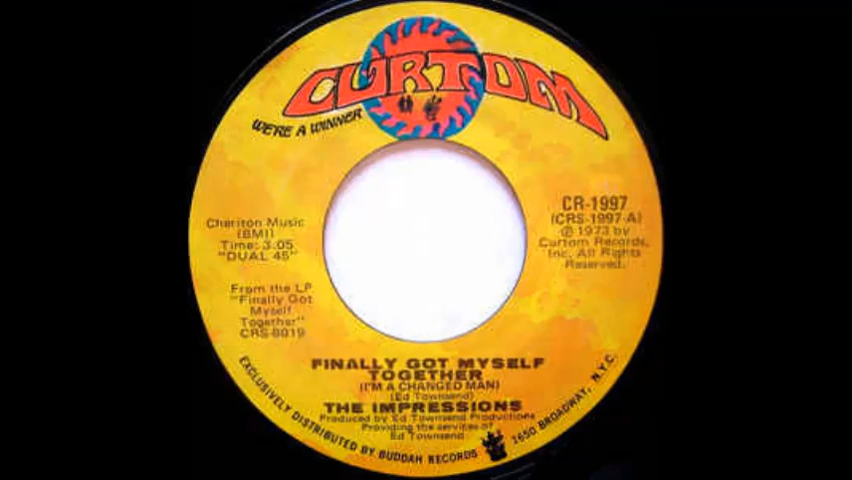 CURTOM
WE'RE A WINNER
CR-1997
(CRS-1997-A)
℗ 1973 by
Curtom Records,
Inc. All Rights
Reserved.
Cheriton Music
(BMI)
Time: 3:05
"DUAL 45"
From the LP
"Finally Got
Myself
Together"
CRS-8019
FINALLY GOT MYSELF
TOGETHER
(I'M A CHANGED MAN)
(Ed Townsend)
THE IMPRESSIONS
Produced by Ed Townsend Productions
Providing the services of
Ed Townsend
EXCLUSIVELY DISTRIBUTED BY BUDDAH RECORDS 1650 BROADWAY, N.Y.C.